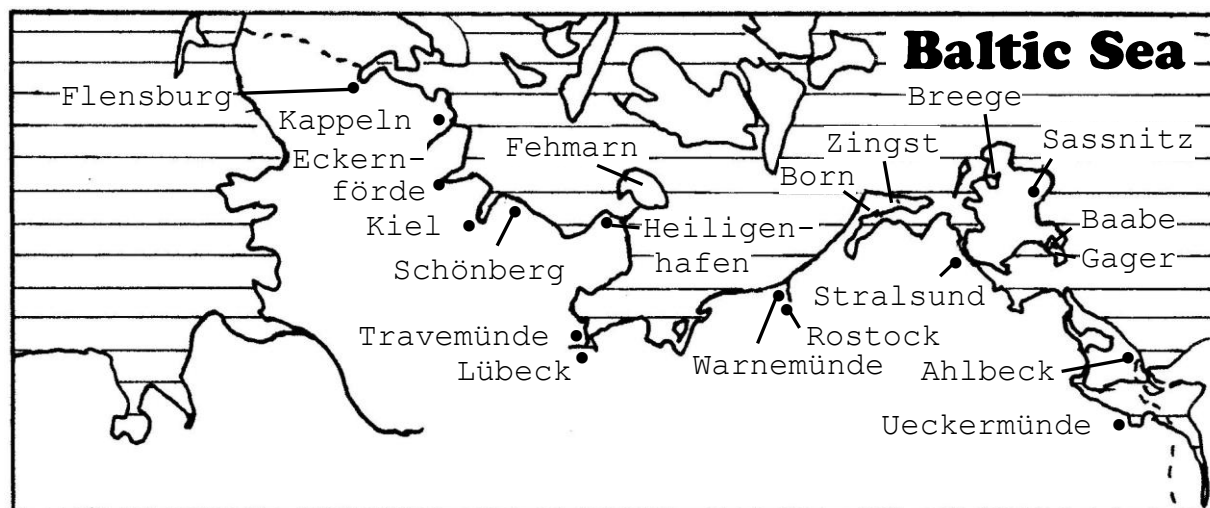 Baltic Sea
Flensburg
Breege
Kappeln
Zingst
Sassnitz
Eckern-
förde
Fehmarn
Born
Kiel
Heiligen-
hafen
Baabe
Schönberg
Gager
Stralsund
Travemünde
Rostock
Lübeck
Warnemünde
Ahlbeck
Ueckermünde